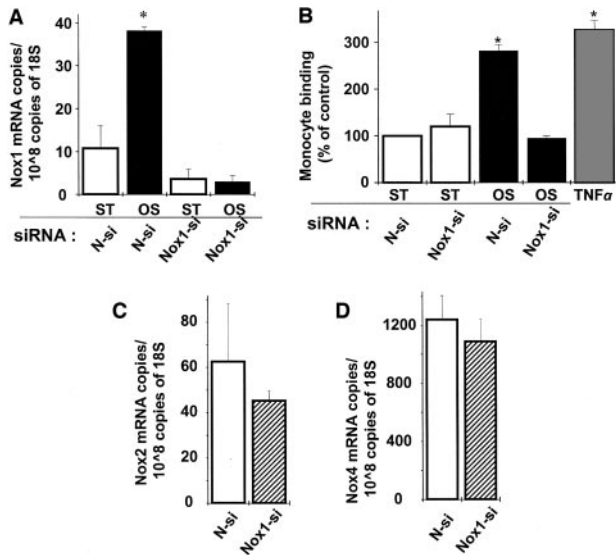 A
Nox1 mRNA copies/
10^8 copies of 18S
40
30
20
10
0
*
ST OS ST OS
siRNA : N-si N-si Nox1-si Nox1-si
B
Monocyte binding
(% of control)
300
200
100
0
* *
ST ST OS OS TNFα
siRNA : N-si Nox1-si N-si Nox1-si
C
Nox2 mRNA copies/
10^8 copies of 18S
80
60
40
20
0
N-si Nox1-si
D
Nox4 mRNA copies/
10^8 copies of 18S
1200
800
400
0
N-si Nox1-si